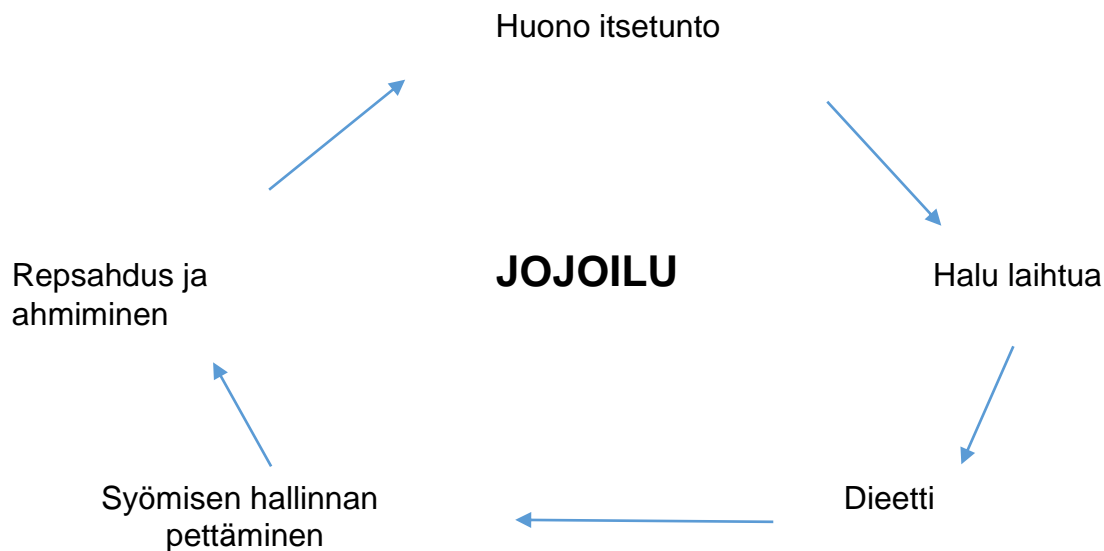 Huono itsetunto
Repsahdus ja
ahmiminen
JOJOILU
Halu laihtua
Syömisen hallinnan
pettäminen
Dieetti